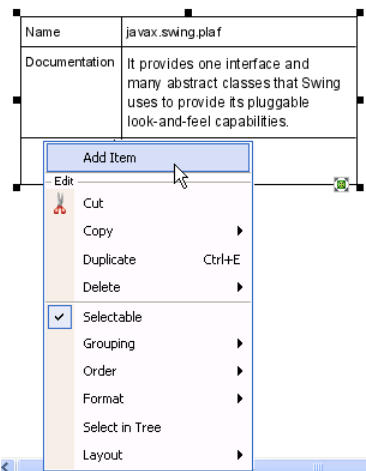 Name javax.swing.plaf
Documentation It provides one interface and
many abstract classes that Swing
uses to provide its pluggable
look-and-feel capabilities.
Add Item
Edit
Cut
Copy
Duplicate Ctrl+E
Delete
Selectable
Grouping
Order
Format
Select in Tree
Layout